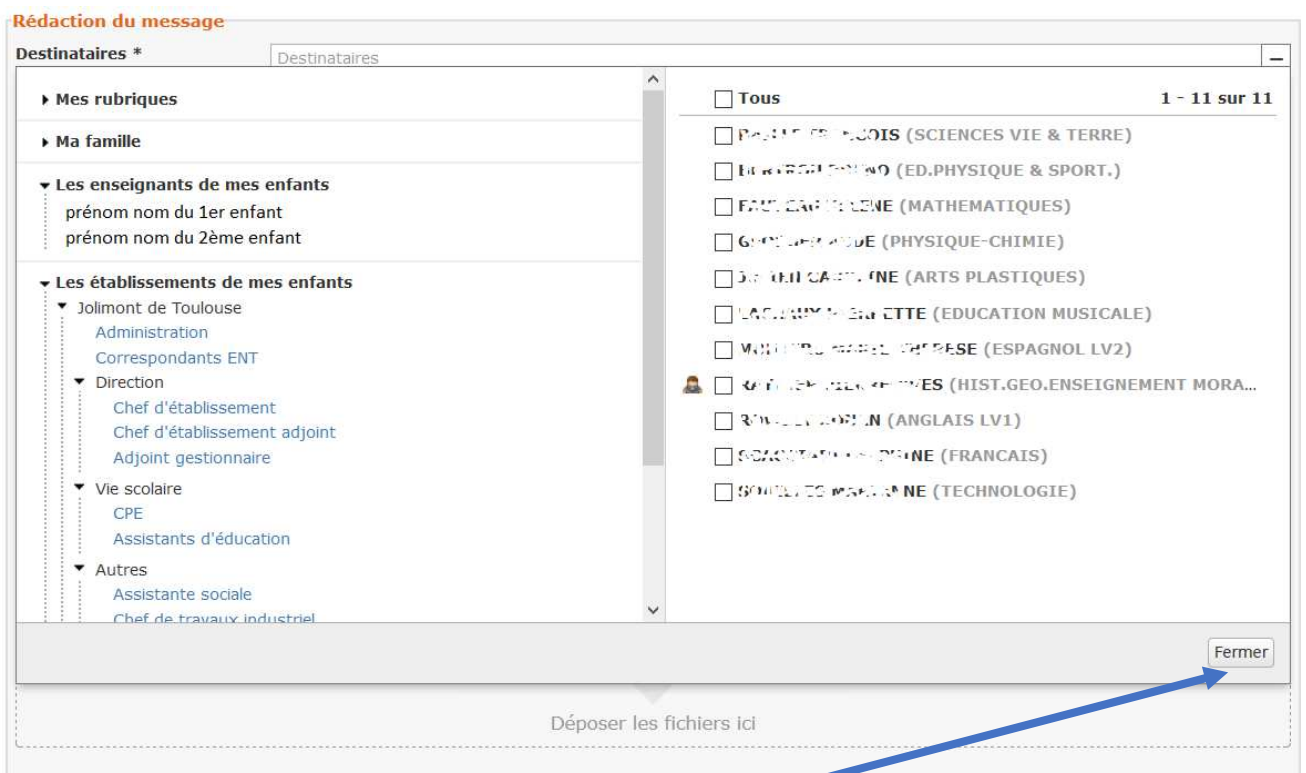 Rédaction du message
Destinataires *
Destinataires
Mes rubriques
Ma famille
Les enseignants de mes enfants
prénom nom du 1er enfant
prénom nom du 2ème enfant
Les établissements de mes enfants
Jolimont de Toulouse
Administration
Correspondants ENT
Direction
Chef d'établissement
Chef d'établissement adjoint
Adjoint gestionnaire
Vie scolaire
CPE
Assistants d'éducation
Autres
Assistante sociale
Chef de travaux industriel
Tous 1 - 11 sur 11
(SCIENCES VIE & TERRE)
(ED.PHYSIQUE & SPORT.)
(MATHEMATIQUES)
(PHYSIQUE-CHIMIE)
(ARTS PLASTIQUES)
(EDUCATION MUSICALE)
(ESPAGNOL LV2)
(HIST.GEO.ENSEIGNEMENT MORA...
(ANGLAIS LV1)
(FRANCAIS)
(TECHNOLOGIE)
Fermer
Déposer les fichiers ici